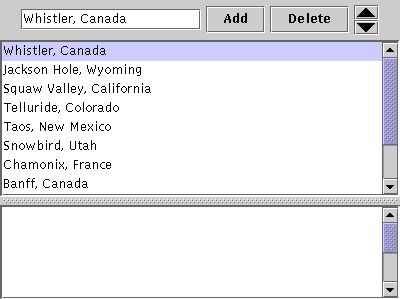 Whistler, Canada Add Delete
Whistler, Canada
Jackson Hole, Wyoming
Squaw Valley, California
Telluride, Colorado
Taos, New Mexico
Snowbird, Utah
Chamonix, France
Banff, Canada